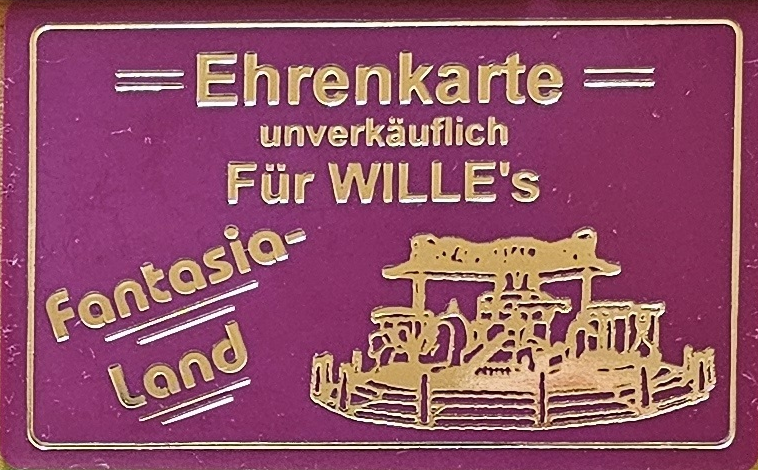 Ehrenkarte
unverkäuflich
Für WILLE's
Fantasia-
Land